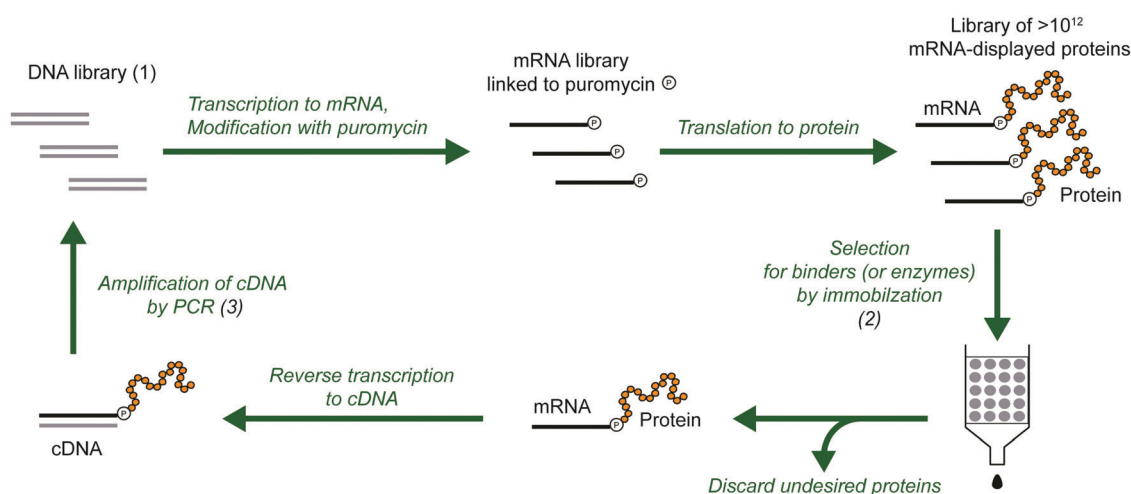 DNA library (1)
Transcription to mRNA,
Modification with puromycin
mRNA library
linked to puromycin Ⓟ
P
P
P
Translation to protein
Library of >10¹²
mRNA-displayed proteins
mRNA
P
P
P
Protein
Selection
for binders (or enzymes)
by immobilzation
(2)
Discard undesired proteins
mRNA
P
Protein
Reverse transcription
to cDNA
P
cDNA
Amplification of cDNA
by PCR (3)